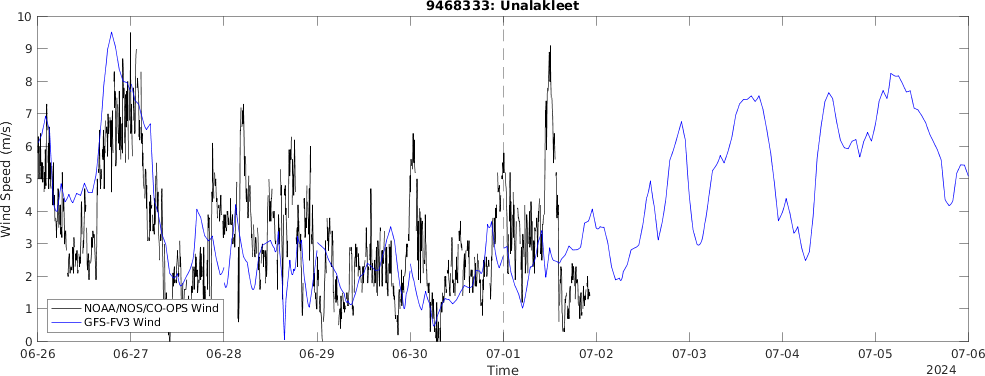 9468333: Unalakleet
Wind Speed (m/s)
10
9
8
7
6
5
4
3
2
1
0
NOAA/NOS/CO-OPS Wind
GFS-FV3 Wind
06-26 06-27 06-28 06-29 06-30 07-01 07-02 07-03 07-04 07-05 07-06
Time
2024